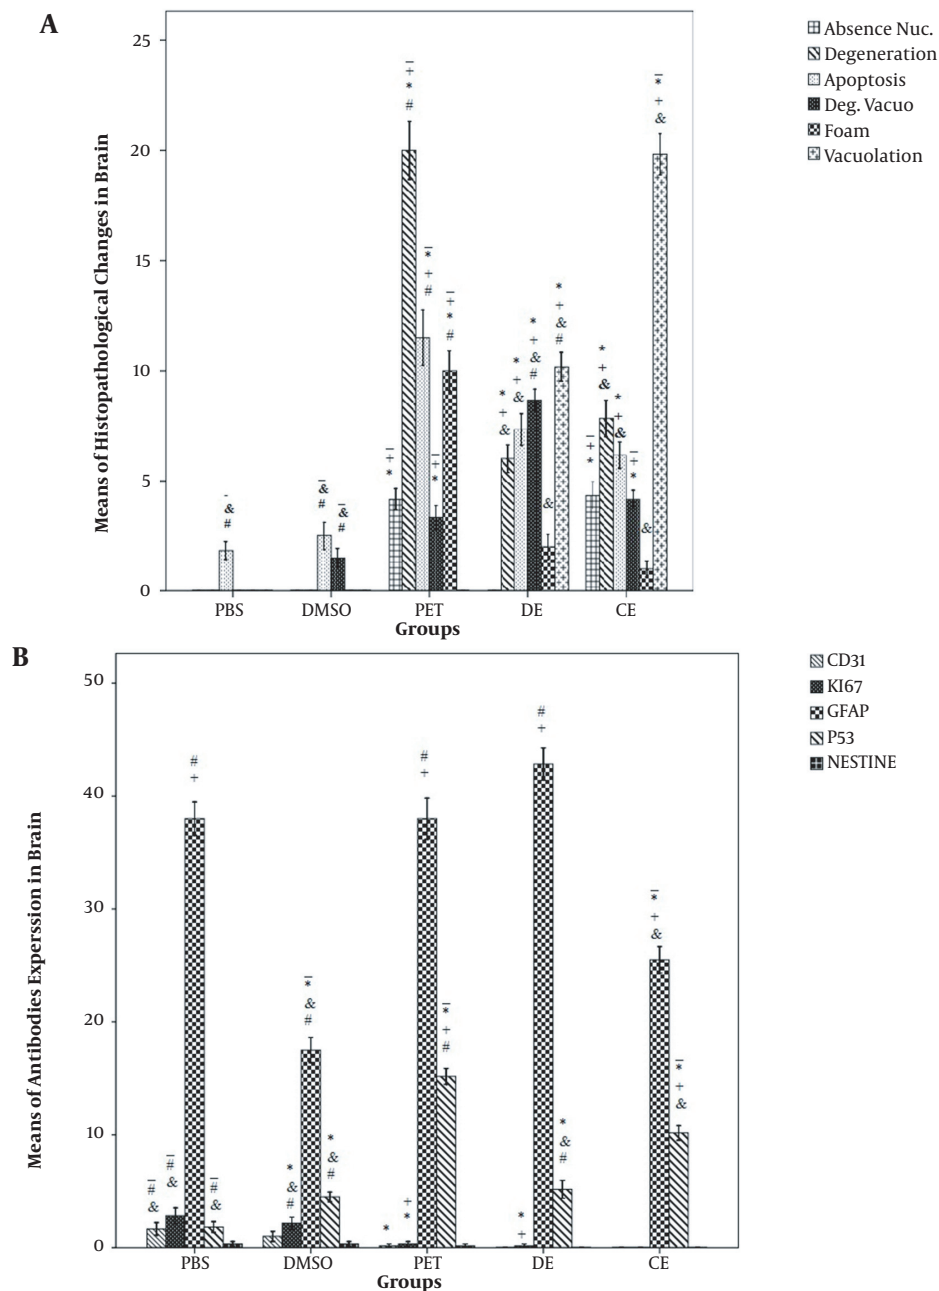 A
Means of Histopathological Changes in Brain
25
20
15
10
5
0
PBS
DMSO
PET
DE
CE
Groups
Absence Nuc.
Degeneration
Apoptosis
Deg. Vacuo
Foam
Vacuolation
B
Means of Antibodies Experssion in Brain
50
40
30
20
10
0
PBS
DMSO
PET
DE
CE
Groups
CD31
KI67
GFAP
P53
NESTINE